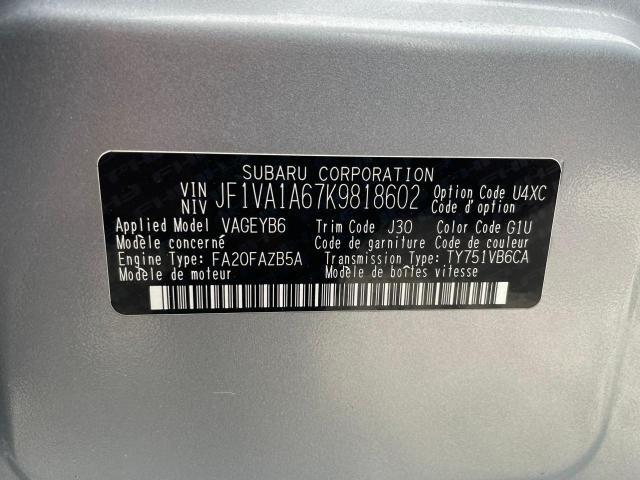 SUBARU CORPORATION
VIN NIV JF1VA1A67K9818602 Option Code U4XC
Code d'option
Applied Model VAGEYB6 Trim Code J30 Color Code G1U
Modèle concerné Code de garniture Code de couleur
Engine Type: FA20FAZB5A Transmission Type: TY751VB6CA
Modèle de moteur Modèle de boîtes vitesse